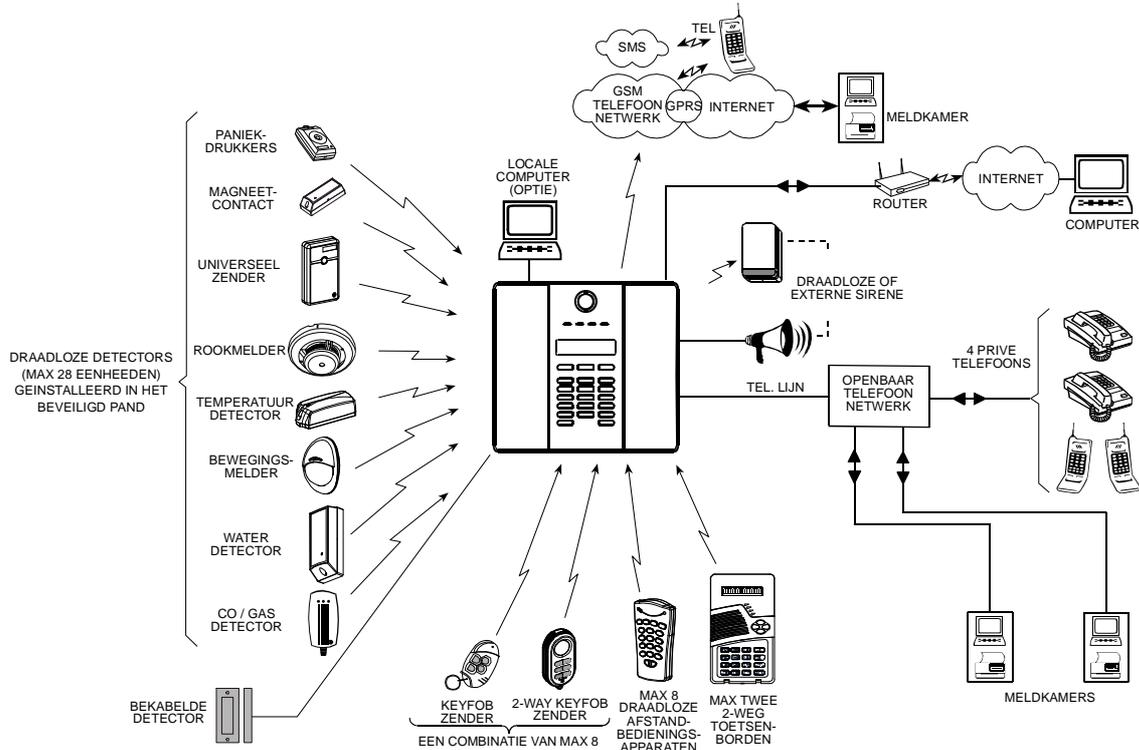 SMS
TEL
GSM
TELEFOON
NETWERK
GPRS
INTERNET
MELDKAMER
PANIEK-
DRUKKERS
MAGNEET-
CONTACT
UNIVERSEEL
ZENDER
ROOKMELDER
TEMPERATUUR
DETECTOR
BEWEGINGS-
MELDER
WATER
DETECTOR
CO / GAS
DETECTOR
DRAADLOZE DETECTORS
(MAX 28 EENHEEDEN)
GEINSTALLEERD IN HET
BEVEILIGD PAND
BEKABELDE
DETECTOR
LOCALE
COMPUTER
(OPTIE)
ROUTER
INTERNET
COMPUTER
DRAADLOZE OF
EXTERNE SIRENE
TEL. LIJN
OPENBAAR
TELEFOON
NETWERK
4 PRIVE
TELEFOONS
MELDKAMERS
KEYFOB
ZENDER
2-WAY KEYFOB
ZENDER
EEN COMBINATIE VAN MAX 8
MAX 8
DRAADLOZE
AFSTAND-
BEDIENINGS-
APPARATEN
MAX TWEE
2-WEG
TOETSEN-
BORDEN